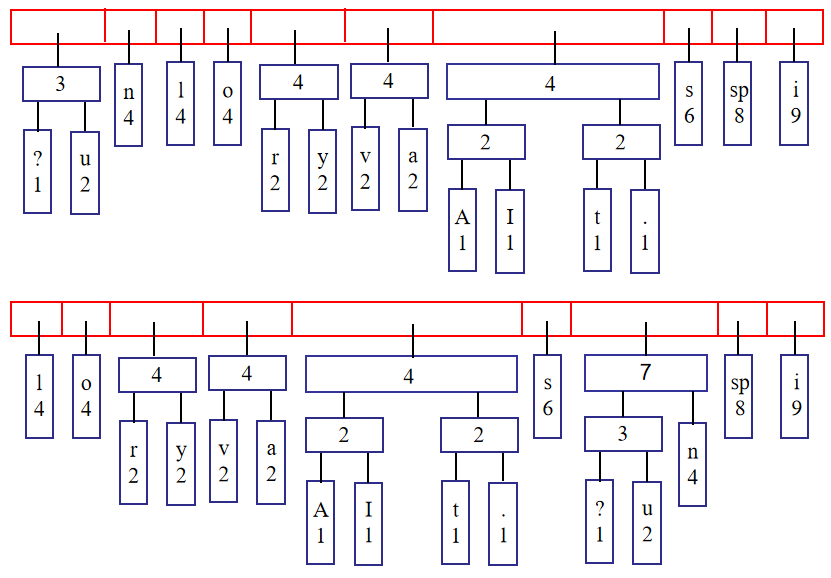 3 n l o 4 4 4 s sp i
4 4 4 6 8 9
2 2
? u r y v a
1 2 2 2 2 2
A I t .
1 1 1 1
l o 4 4 4 s 7 sp i
4 4 6 8 9
2 2 3
r y v a n
2 2 2 2 4
A I t . ? u
1 1 1 1 1 2